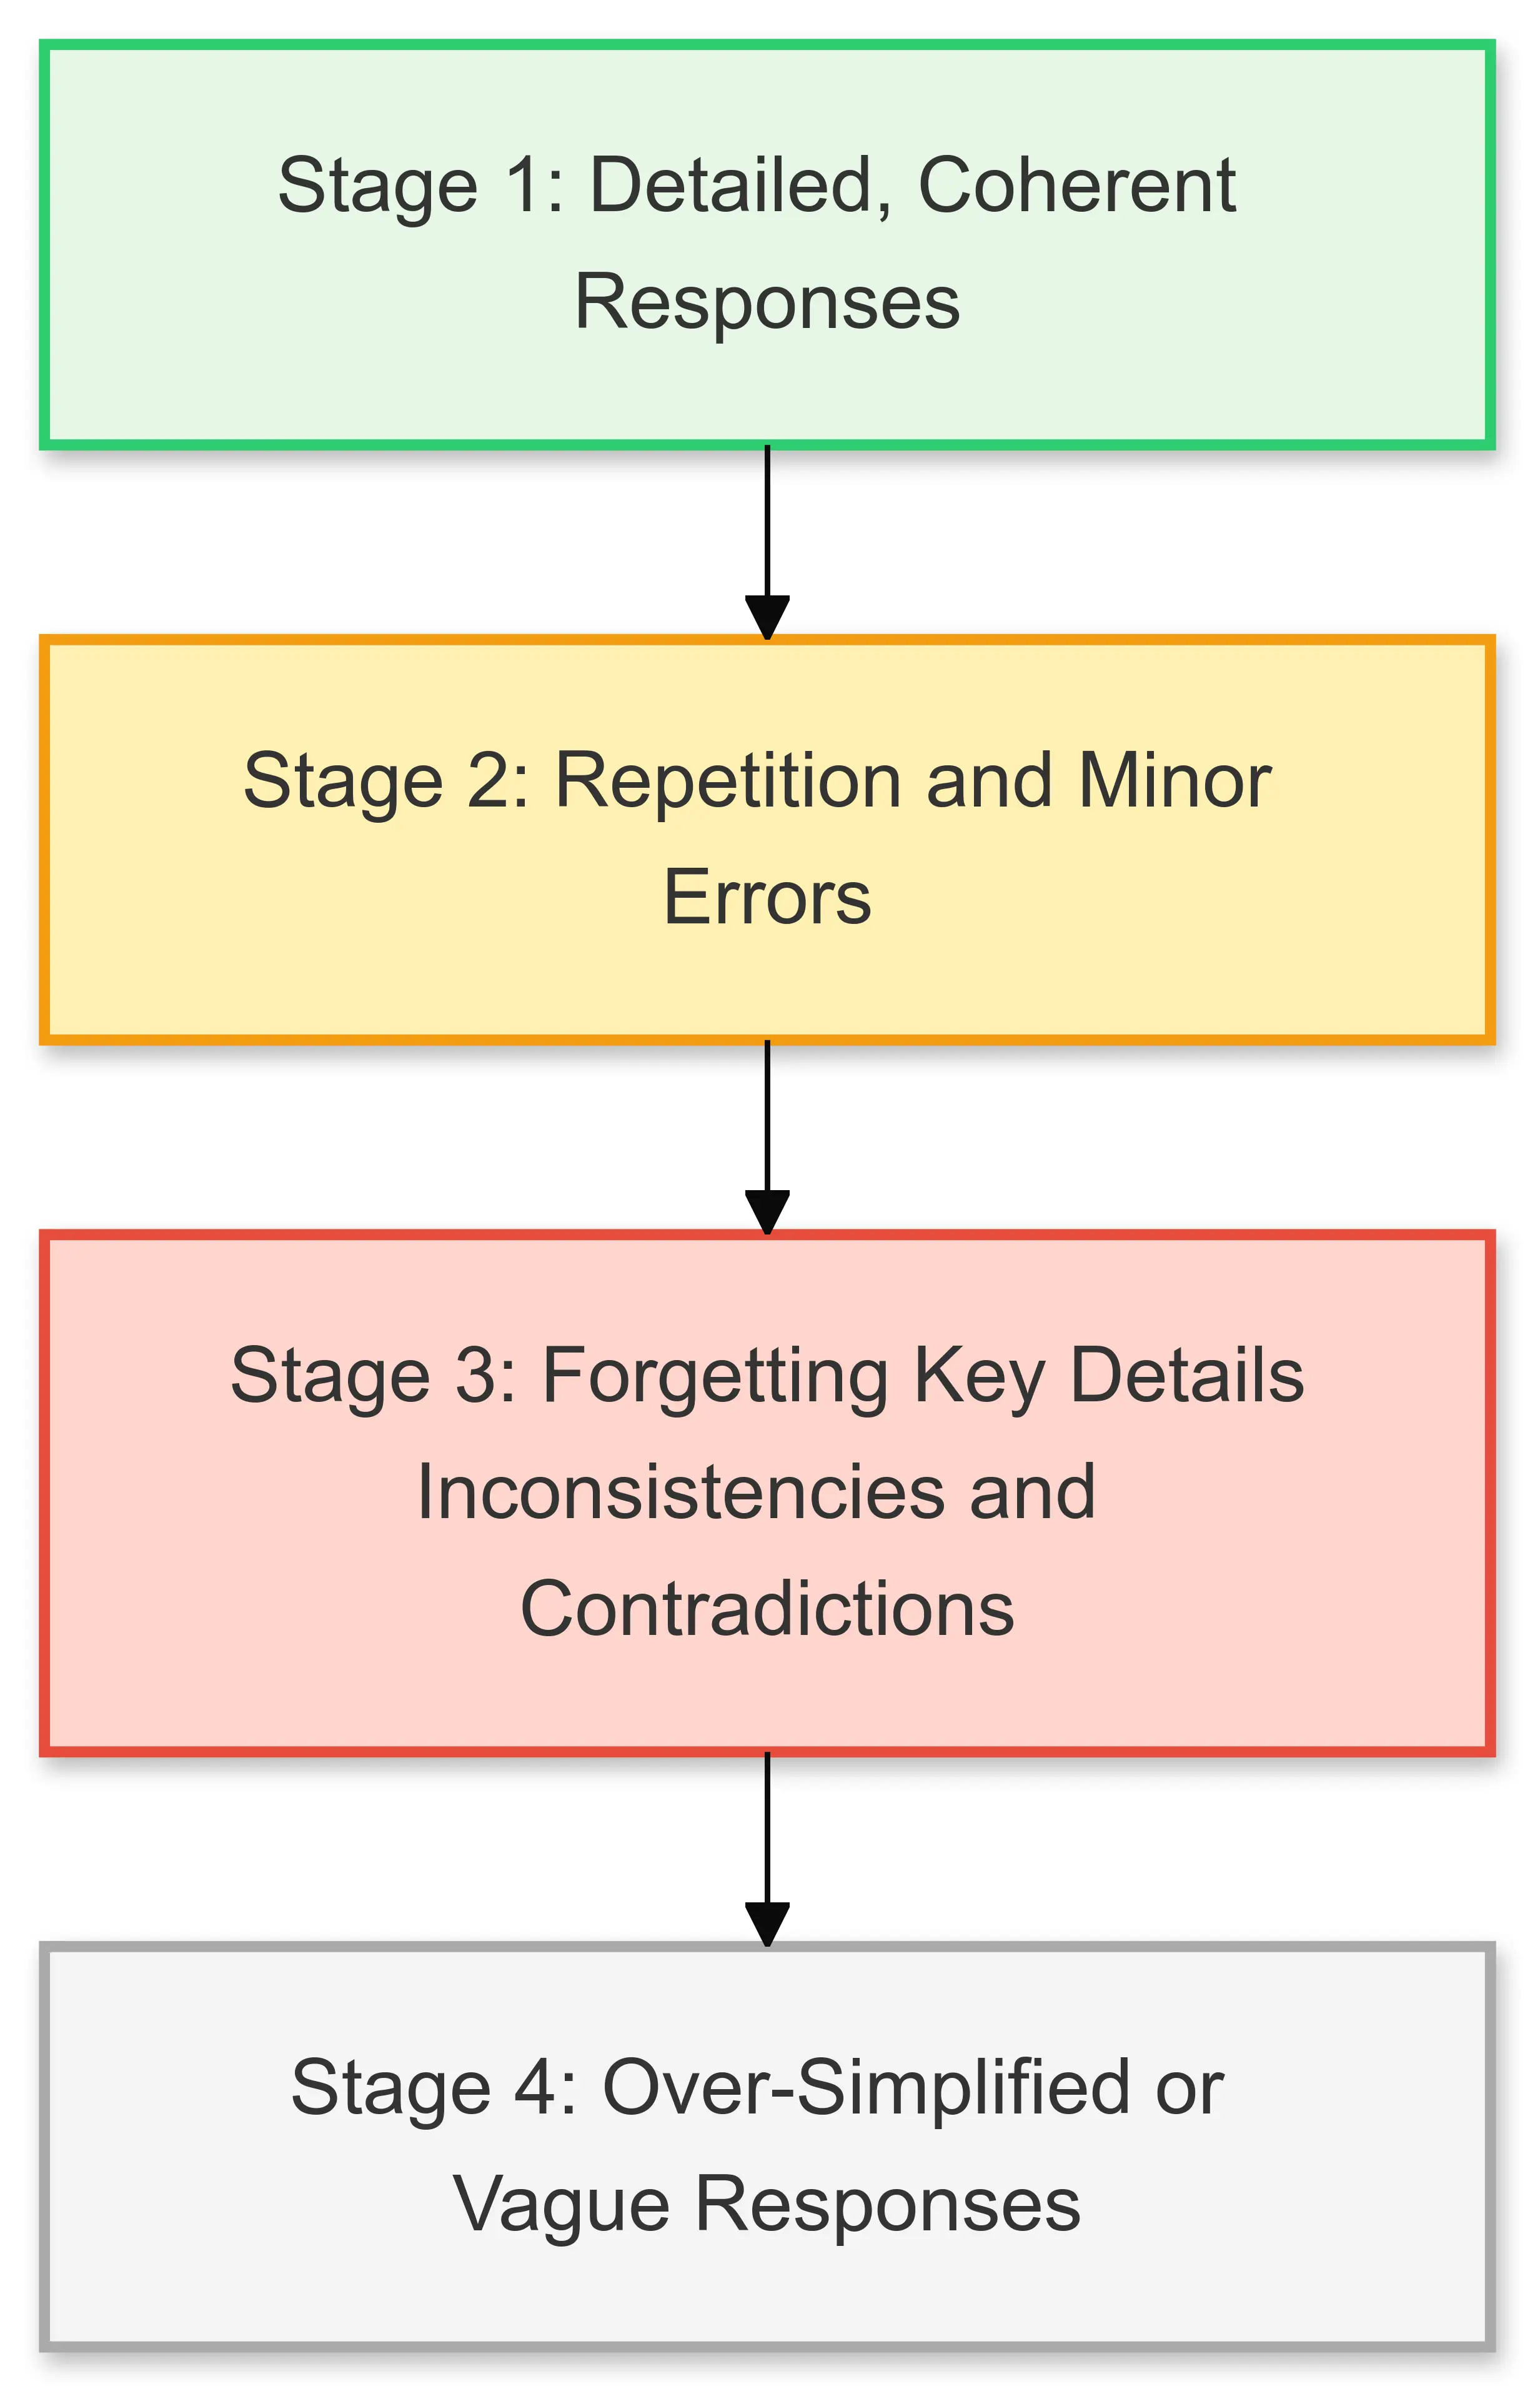 Stage 1: Detailed, Coherent
Responses
Stage 2: Repetition and Minor
Errors
Stage 3: Forgetting Key Details
Inconsistencies and
Contradictions
Stage 4: Over-Simplified or
Vague Responses